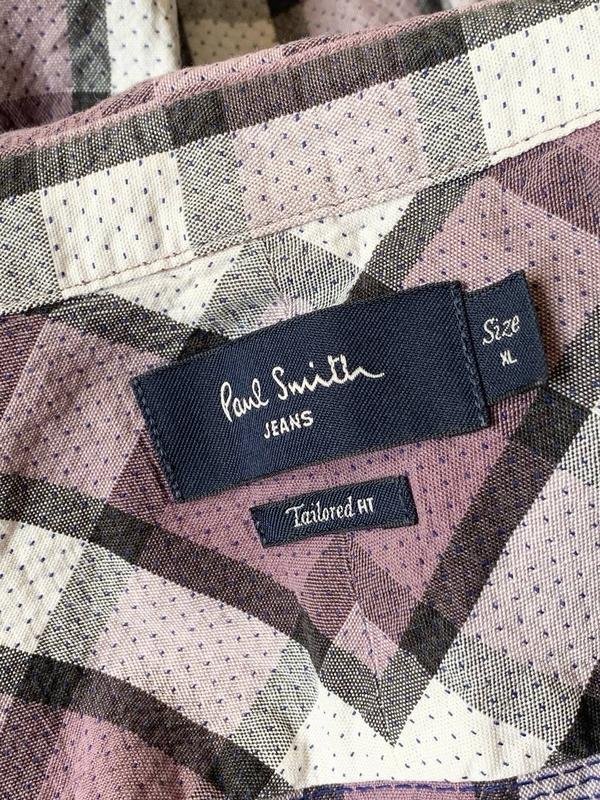 Paul Smith
JEANS
Size
XL
Tailored FIT